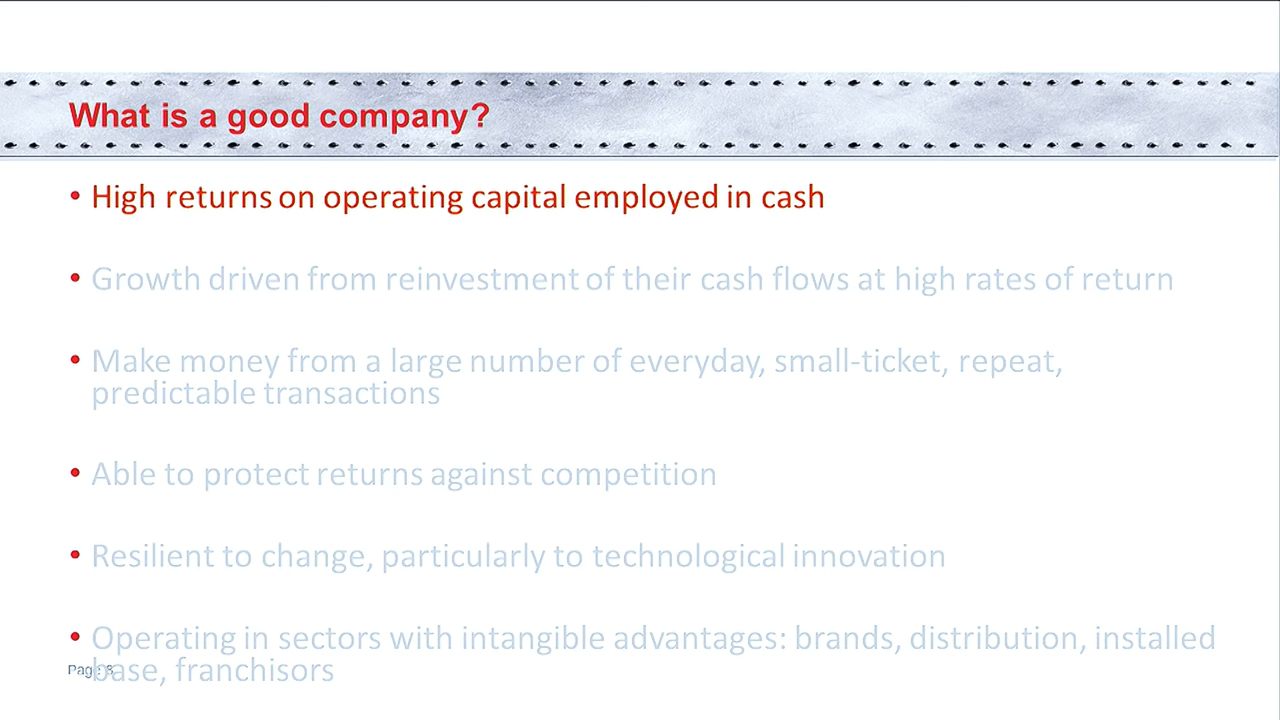 What is a good company?
• High returns on operating capital employed in cash
• Growth driven from reinvestment of their cash flows at high rates of return
• Make money from a large number of everyday, small-ticket, repeat,
predictable transactions
• Able to protect returns against competition
• Resilient to change, particularly to technological innovation
• Operating in sectors with intangible advantages: brands, distribution, installed
base, franchisors
Page